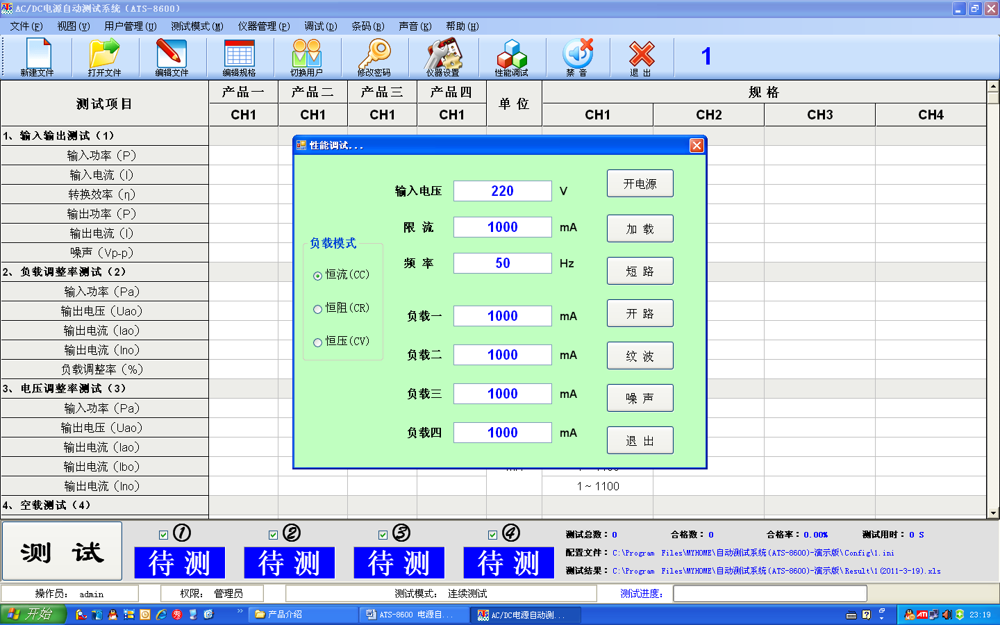 AC/DC电源自动测试系统（ATS-8600）
文件(F) 视图(V) 用户管理(U) 测试模式(M) 仪器管理(P) 调试(D) 条码(B) 声音(K) 帮助(H)
新建文件 打开文件 编辑文件 编辑规格 切换用户 修改密码 仪器设置 性能调试 禁 音 退 出 1
测试项目 产品一 产品二 产品三 产品四 单 位 规 格
CH1 CH1 CH1 CH1 CH1 CH2 CH3 CH4
1、输入输出测试（1）
输入功率（P）
输入电流（I）
转换效率（η）
输出功率（P）
输出电流（I）
噪声（Vp-p）
2、负载调整率测试（2）
输入功率（Pa）
输出电压（Uao）
输出电流（Iao）
输出电流（Ino）
负载调整率（%）
3、电压调整率测试（3）
输入功率（Pa）
输出电压（Uao）
输出电流（Iao）
输出电流（Ibo）
输出电流（Ino） 1 ~ 1100
4、空载测试（4）
性能调试...
输入电压 220 V 开电源
限 流 1000 mA 加 载
频 率 50 Hz 短 路
负载模式
恒流(CC)
恒阻(CR)
恒压(CV)
负载一 1000 mA 开 路
负载二 1000 mA 纹 波
负载三 1000 mA 噪 声
负载四 1000 mA 退 出
测 试 ① ② ③ ④
待 测 待 测 待 测 待 测
测试总数：0 合格数：0 合格率：0.00% 测试用时：0 S
配置文件：C:\Program Files\MYHOME\自动测试系统(ATS-8600)-演示版\Config\1.ini
测试结果：C:\Program Files\MYHOME\自动测试系统(ATS-8600)-演示版\Result\1(2011-3-19).xls
操作员： admin 权限： 管理员 测试模式： 连续测试 测试进度：
开始 产品介绍 ATS-8600 电源自... AC/DC电源自动测... ATI 23:19